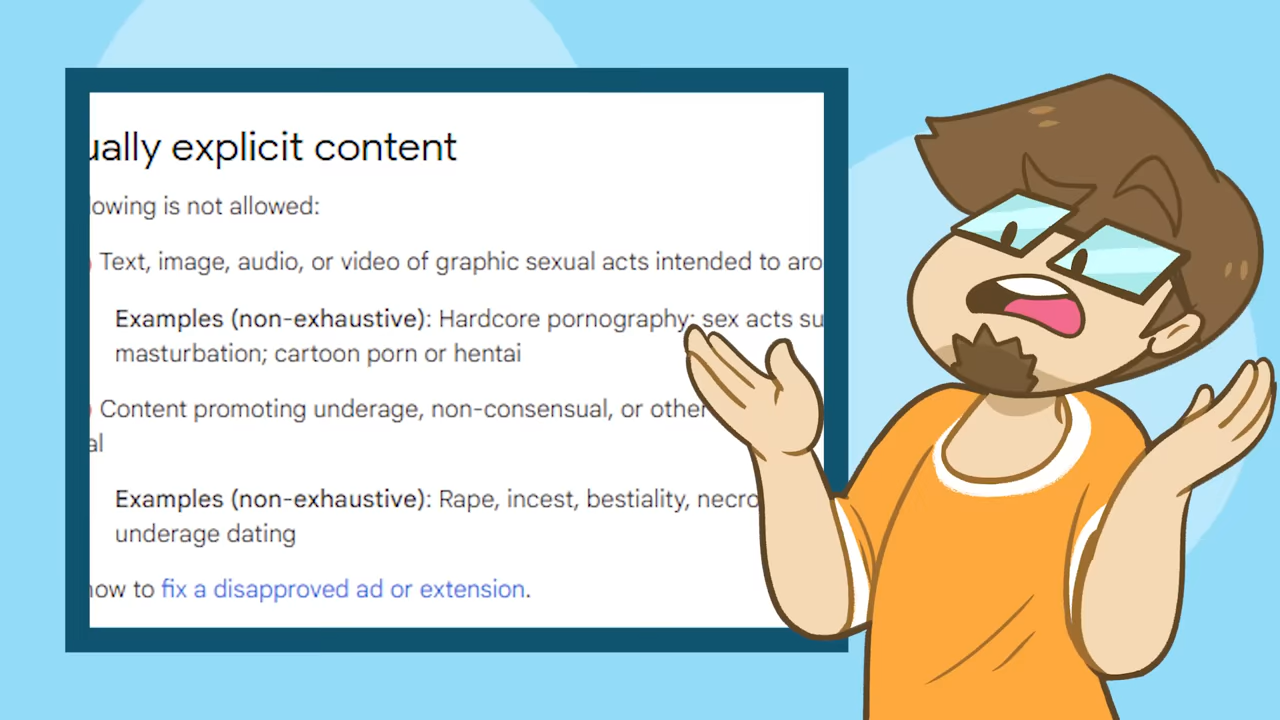 ually explicit content
lowing is not allowed:
Text, image, audio, or video of graphic sexual acts intended to aro
Examples (non-exhaustive): Hardcore pornography; sex acts su
masturbation; cartoon porn or hentai
Content promoting underage, non-consensual, or other
al
Examples (non-exhaustive): Rape, incest, bestiality, necro
underage dating
how to fix a disapproved ad or extension.